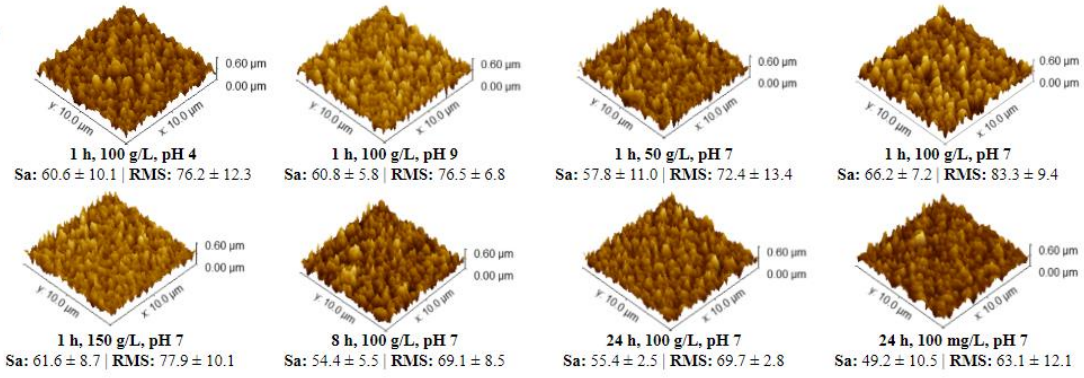 0.60 µm
0.00 µm
y: 10.0 µm
x: 10.0 µm
1 h, 100 g/L, pH 4
Sa: 60.6 ± 10.1 | RMS: 76.2 ± 12.3
0.60 µm
0.00 µm
y: 10.0 µm
x: 10.0 µm
1 h, 100 g/L, pH 9
Sa: 60.8 ± 5.8 | RMS: 76.5 ± 6.8
0.60 µm
0.00 µm
y: 10.0 µm
x: 10.0 µm
1 h, 50 g/L, pH 7
Sa: 57.8 ± 11.0 | RMS: 72.4 ± 13.4
0.60 µm
0.00 µm
y: 10.0 µm
x: 10.0 µm
1 h, 100 g/L, pH 7
Sa: 66.2 ± 7.2 | RMS: 83.3 ± 9.4
0.60 µm
0.00 µm
y: 10.0 µm
x: 10.0 µm
1 h, 150 g/L, pH 7
Sa: 61.6 ± 8.7 | RMS: 77.9 ± 10.1
0.60 µm
0.00 µm
y: 10.0 µm
x: 10.0 µm
8 h, 100 g/L, pH 7
Sa: 54.4 ± 5.5 | RMS: 69.1 ± 8.5
0.60 µm
0.00 µm
y: 10.0 µm
x: 10.0 µm
24 h, 100 g/L, pH 7
Sa: 55.4 ± 2.5 | RMS: 69.7 ± 2.8
0.60 µm
0.00 µm
y: 10.0 µm
x: 10.0 µm
24 h, 100 mg/L, pH 7
Sa: 49.2 ± 10.5 | RMS: 63.1 ± 12.1